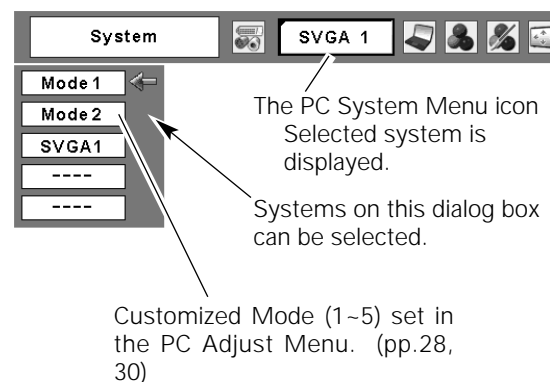 System
SVGA 1
Mode 1
Mode 2
SVGA1
----
----
The PC System Menu icon
Selected system is
displayed.
Systems on this dialog box
can be selected.
Customized Mode (1~5) set in
the PC Adjust Menu. (pp.28,
30)